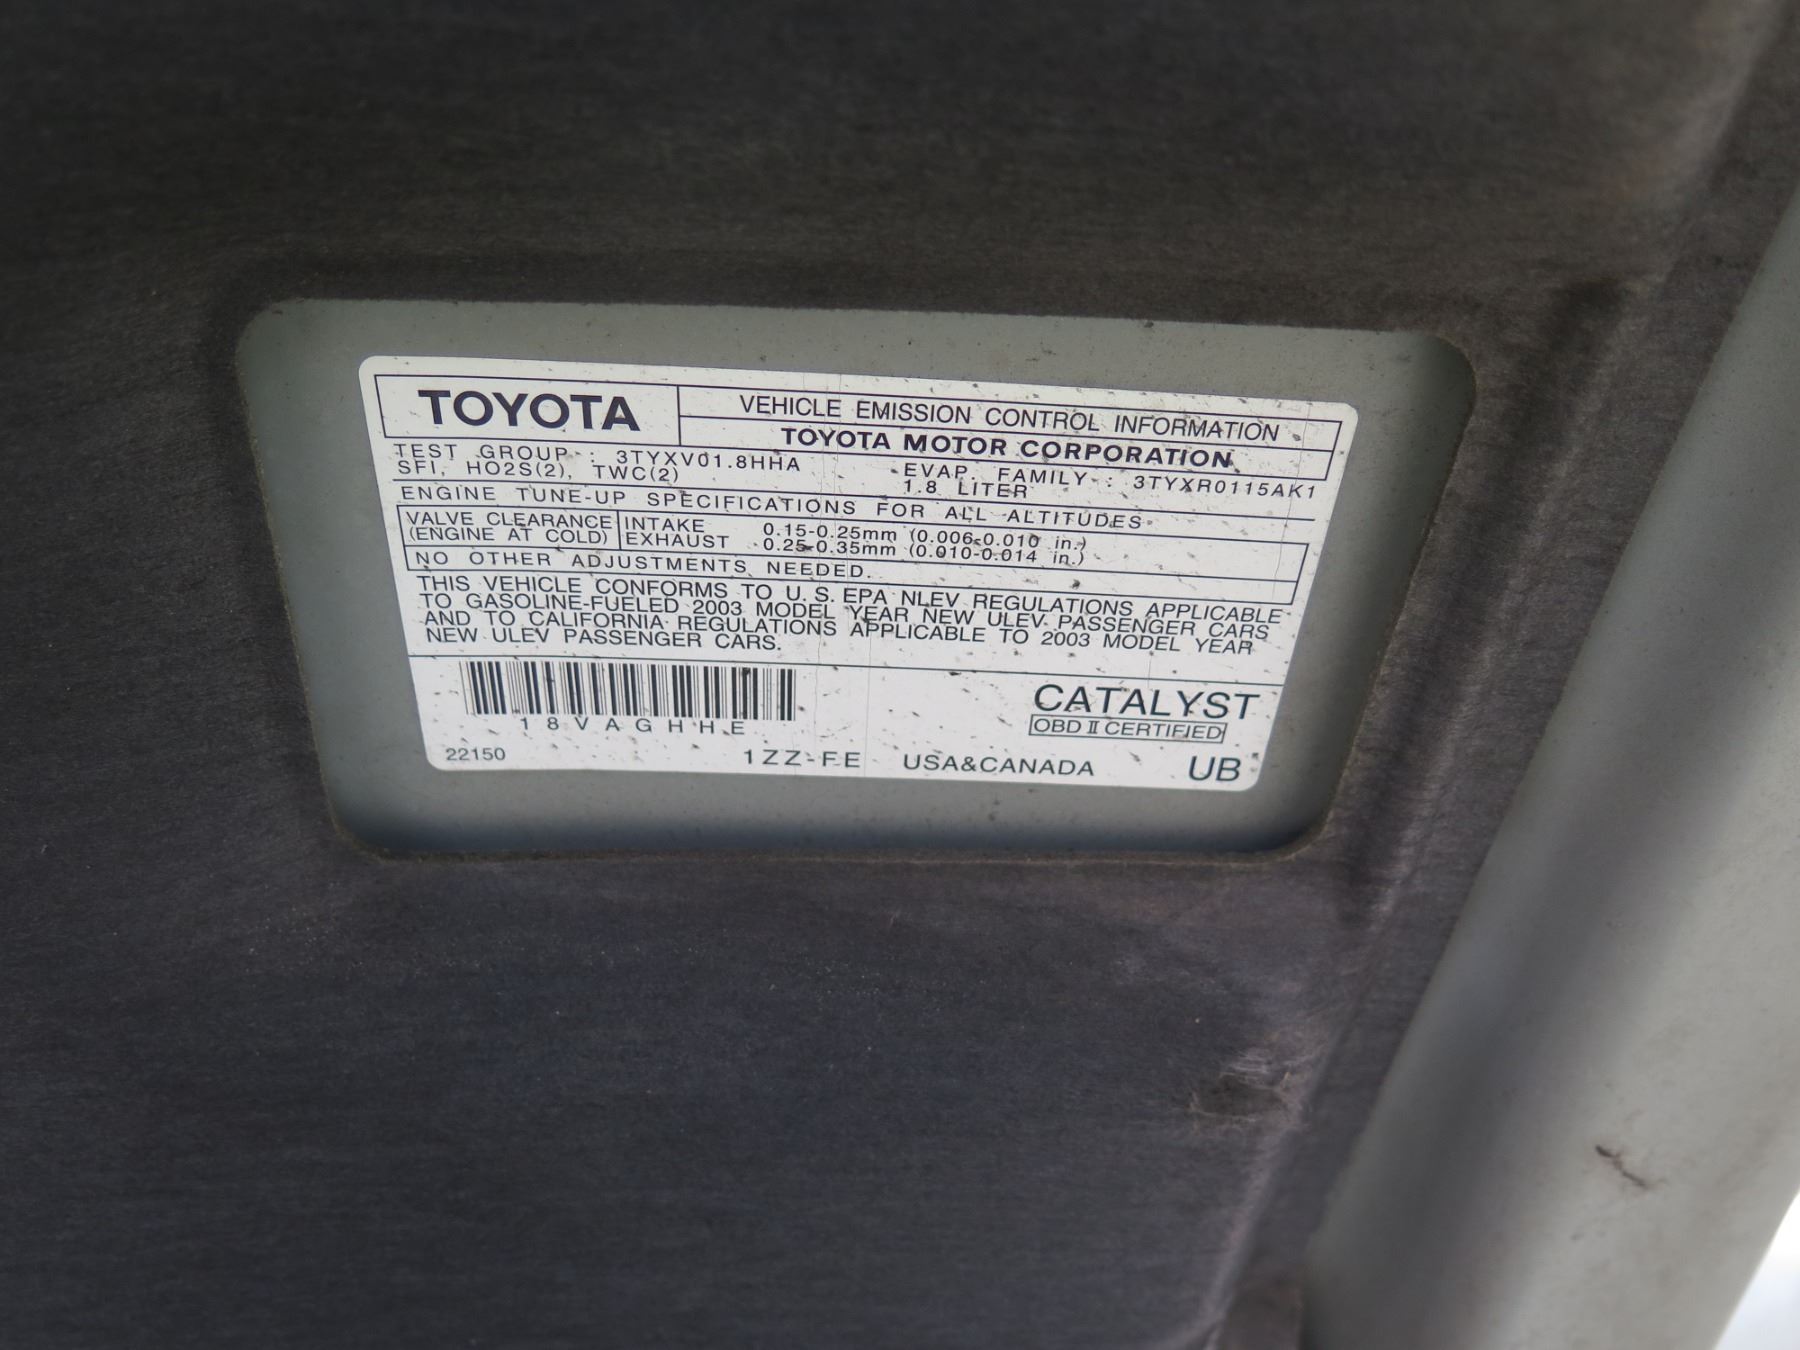 TOYOTA
VEHICLE EMISSION CONTROL INFORMATION
TOYOTA MOTOR CORPORATION
TEST GROUP : 3TYXV01.8HHA
EVAP. FAMILY : 3TYXR0115AK1
SFI, HO2S(2), TWC(2)
1.8 LITER
ENGINE TUNE-UP SPECIFICATIONS FOR ALL ALTITUDES
VALVE CLEARANCE INTAKE 0.15-0.25mm (0.006-0.010 in.)
(ENGINE AT COLD) EXHAUST 0.25-0.35mm (0.010-0.014 in.)
NO OTHER ADJUSTMENTS NEEDED.
THIS VEHICLE CONFORMS TO U.S. EPA NLEV REGULATIONS APPLICABLE
TO GASOLINE-FUELED 2003 MODEL YEAR NEW ULEV PASSENGER CARS
AND TO CALIFORNIA REGULATIONS APPLICABLE TO 2003 MODEL YEAR
NEW ULEV PASSENGER CARS.
18VAGHHE
CATALYST
OBD II CERTIFIED
22150 1ZZ-FE USA&CANADA UB